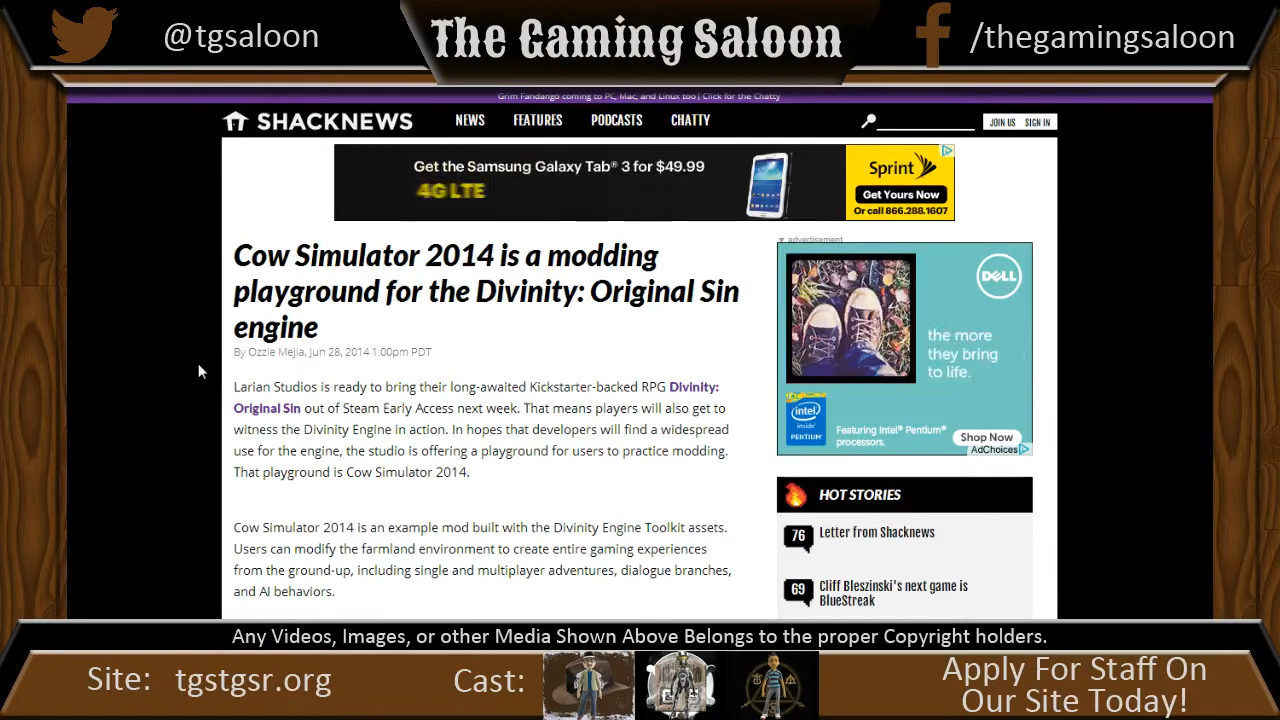 @tgsaloon
The Gaming Saloon
/thegamingsaloon
Grim Fandango coming to PC, Mac, and Linux too| Click for the Chatty
SHACKNEWS
NEWS FEATURES PODCASTS CHATTY
JOIN US SIGN IN
Get the Samsung Galaxy Tab® 3 for $49.99
4G LTE
Sprint
Get Yours Now
Or call 866.288.1607
Cow Simulator 2014 is a modding
playground for the Divinity: Original Sin
engine
By Ozzie Mejia, Jun 28, 2014 1:00pm PDT
Larian Studios is ready to bring their long-awaited Kickstarter-backed RPG Divinity:
Original Sin out of Steam Early Access next week. That means players will also get to
witness the Divinity Engine in action. In hopes that developers will find a widespread
use for the engine, the studio is offering a playground for users to practice modding.
That playground is Cow Simulator 2014.
Cow Simulator 2014 is an example mod built with the Divinity Engine Toolkit assets.
Users can modify the farmland environment to create entire gaming experiences
from the ground-up, including single and multiplayer adventures, dialogue branches,
and AI behaviors.
advertisement
DELL
the more
they bring
to life.
intel
inside™
PENTIUM®
Featuring Intel® Pentium®
processors.
Shop Now
AdChoices
HOT STORIES
76 Letter from Shacknews
69 Cliff Bleszinski's next game is
BlueStreak
Any Videos, Images, or other Media Shown Above Belongs to the proper Copyright holders.
Site: tgstgsr.org
Cast:
Apply For Staff On
Our Site Today!